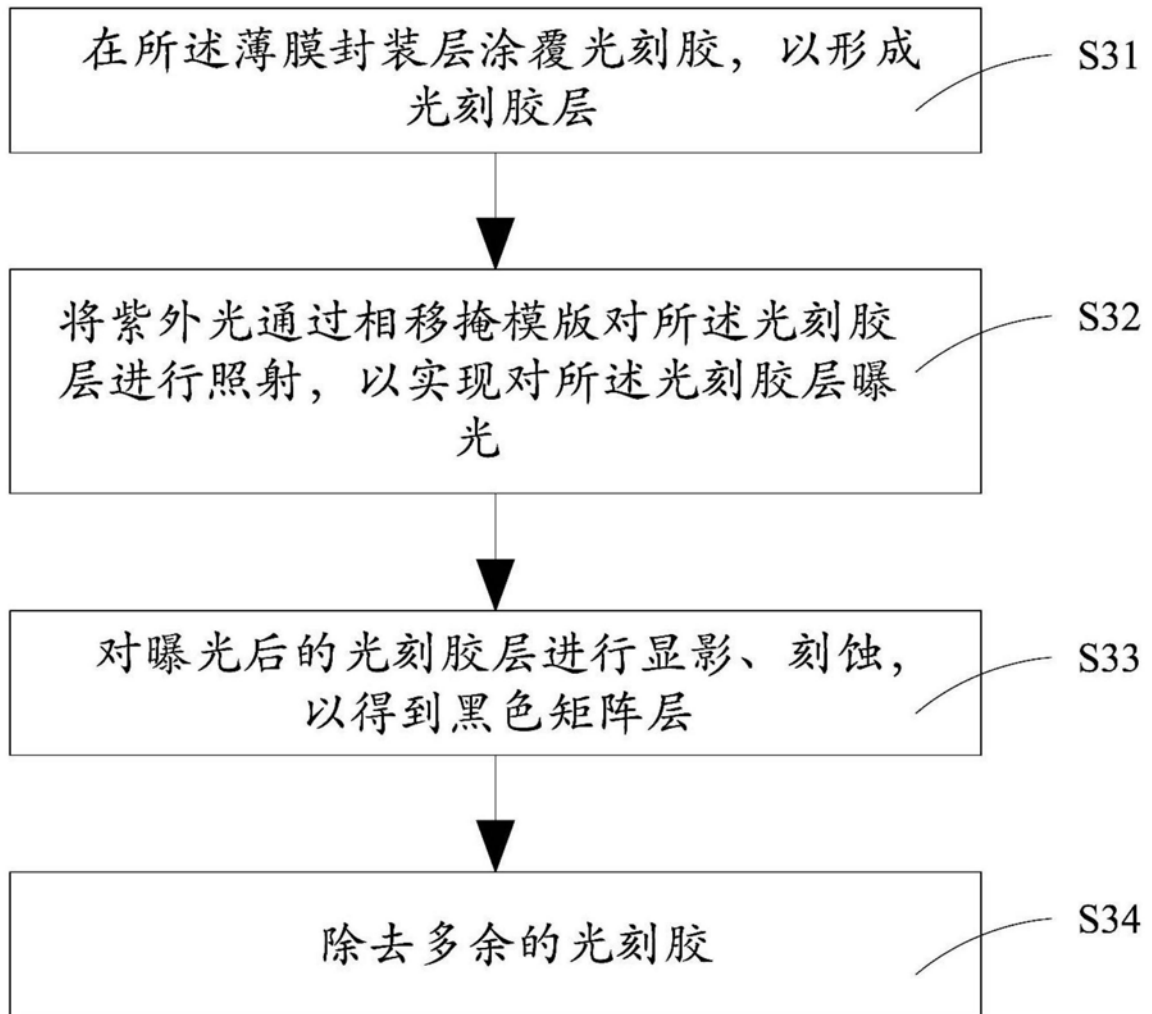 在所述薄膜封装层涂覆光刻胶，以形成
光刻胶层
S31
将紫外光通过相移掩模版对所述光刻胶
层进行照射，以实现对所述光刻胶层曝
光
S32
对曝光后的光刻胶层进行显影、刻蚀，
以得到黑色矩阵层
S33
除去多余的光刻胶
S34